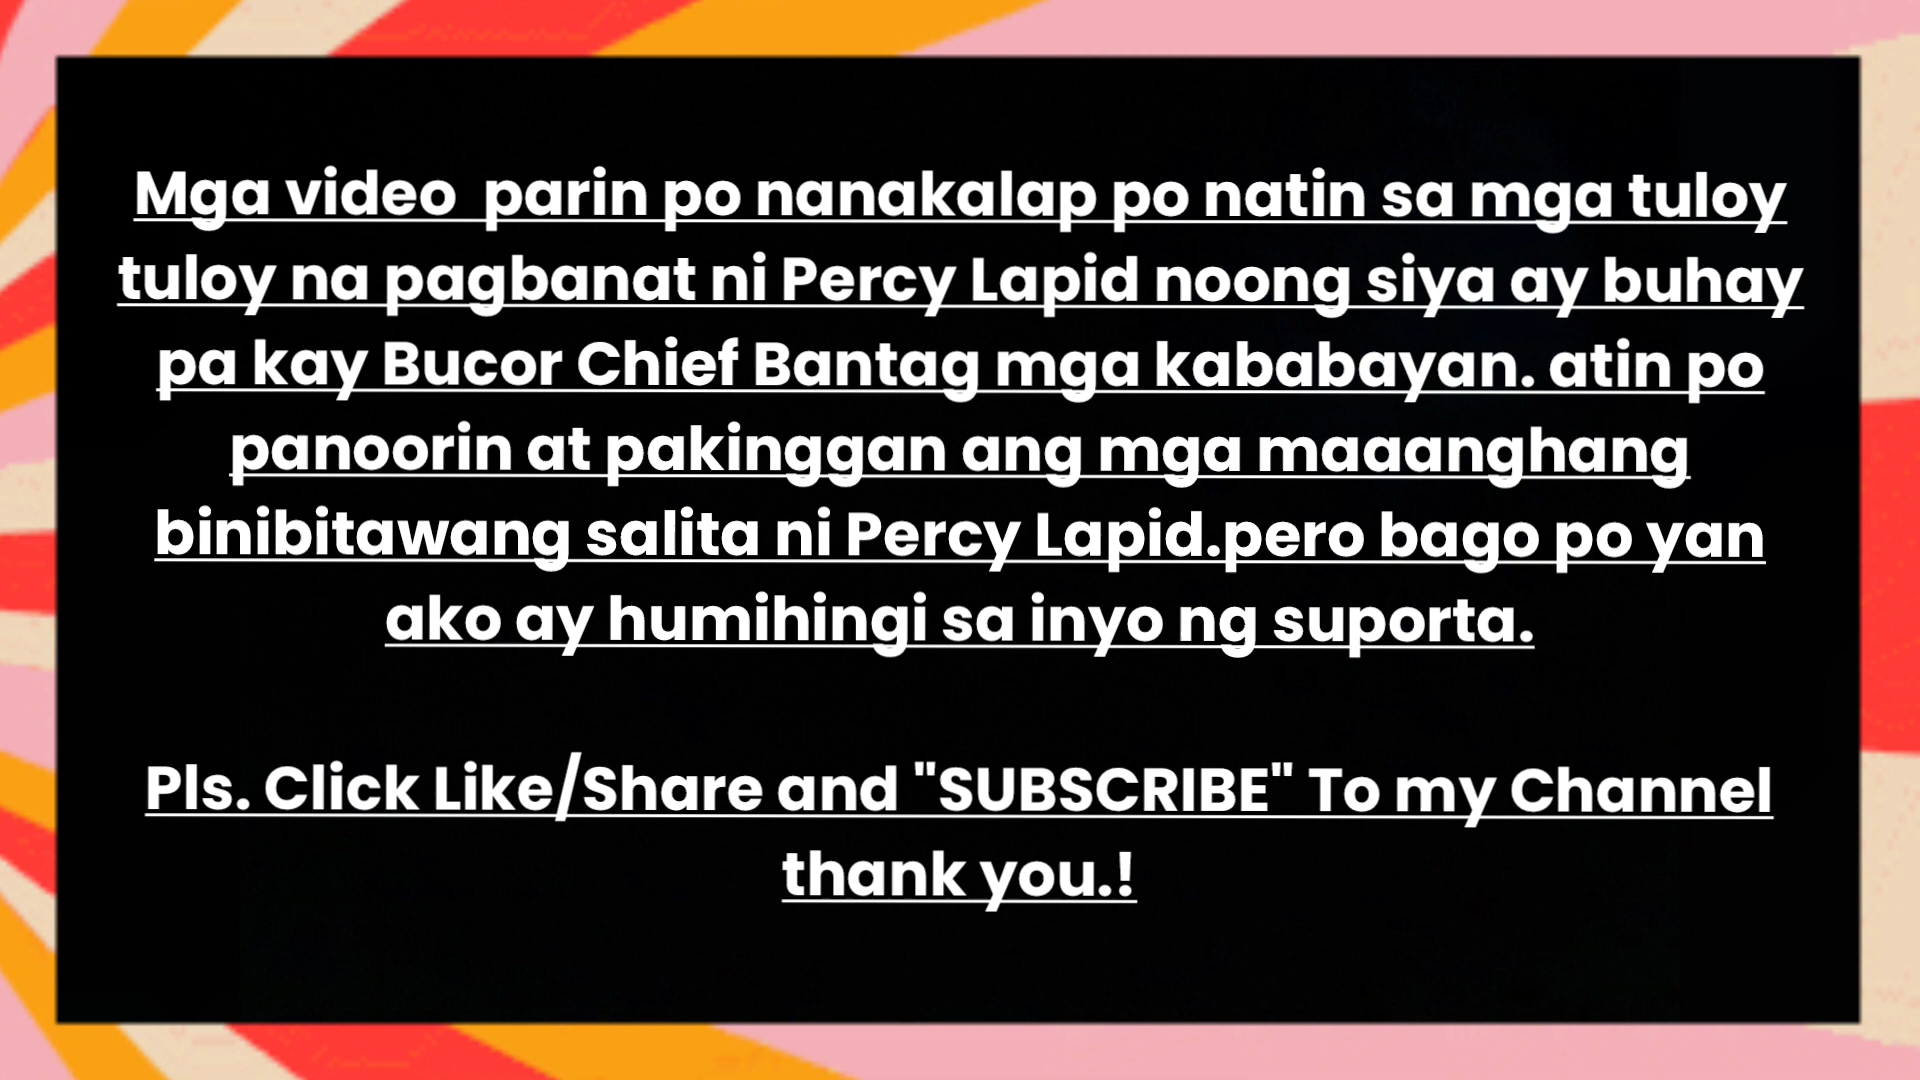 Mga video  parin po nanakalap po natin sa mga tuloy
tuloy na pagbanat ni Percy Lapid noong siya ay buhay
pa kay Bucor Chief Bantag mga kababayan. atin po
panoorin at pakinggan ang mga maaanghang
binibitawang salita ni Percy Lapid.pero bago po yan
ako ay humihingi sa inyo ng suporta.
Pls. Click Like/Share and "SUBSCRIBE" To my Channel
thank you.!